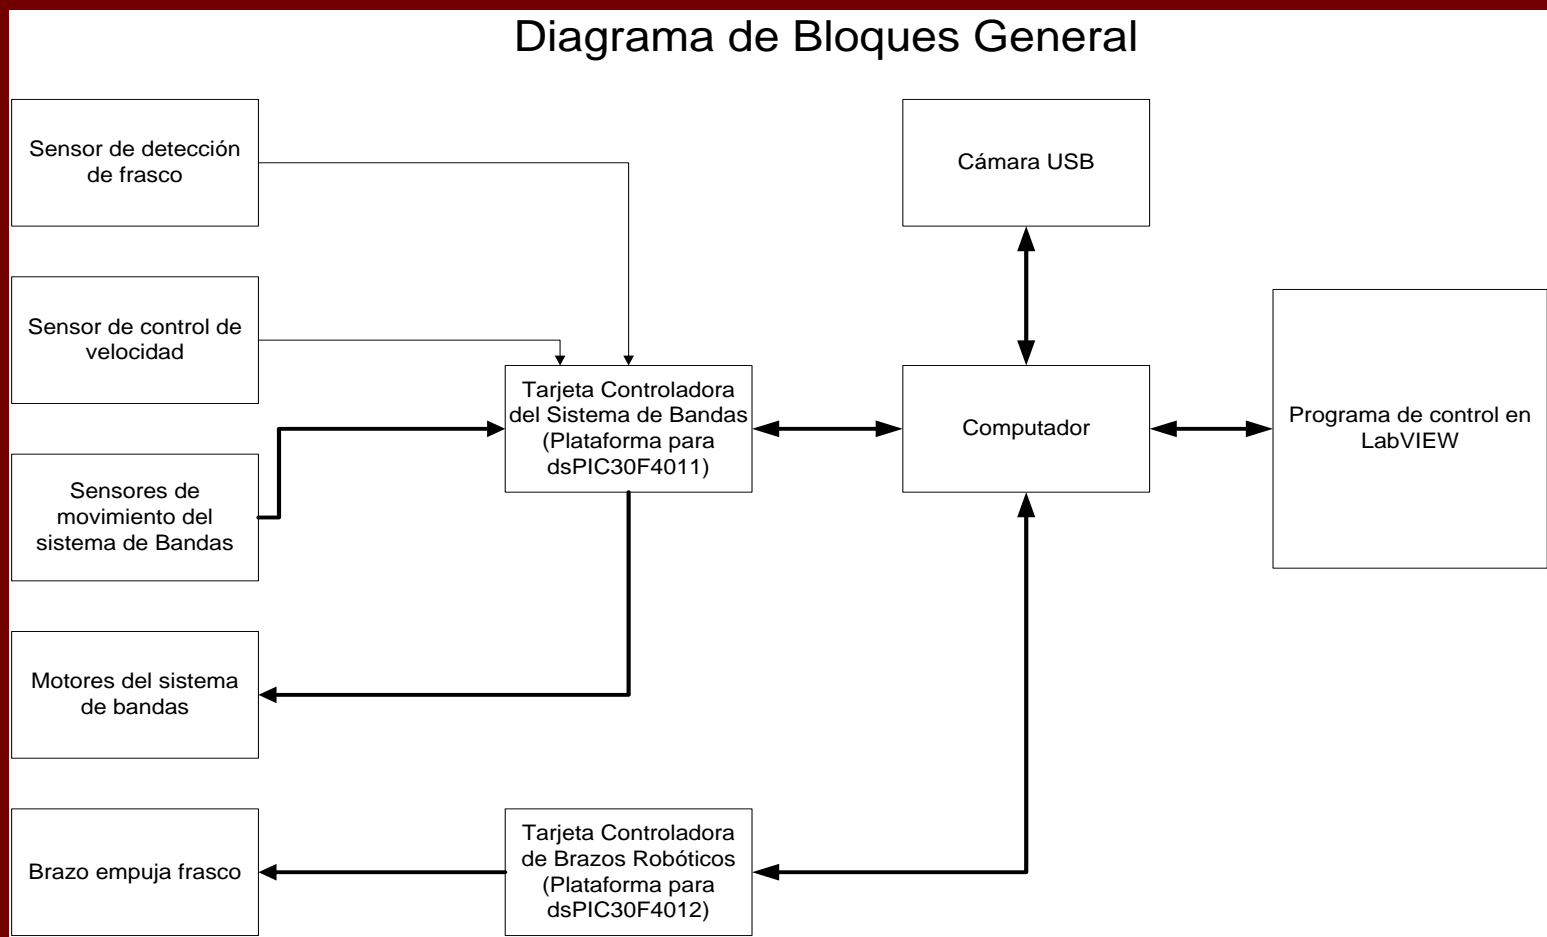 Diagrama de Bloques General
Sensor de detección
de frasco
Cámara USB
Sensor de control de
velocidad
Tarjeta Controladora
del Sistema de Bandas
(Plataforma para
dsPIC30F4011)
Computador
Programa de control en
LabVIEW
Sensores de
movimiento del
sistema de Bandas
Motores del sistema
de bandas
Brazo empuja frasco
Tarjeta Controladora
de Brazos Robóticos
(Plataforma para
dsPIC30F4012)